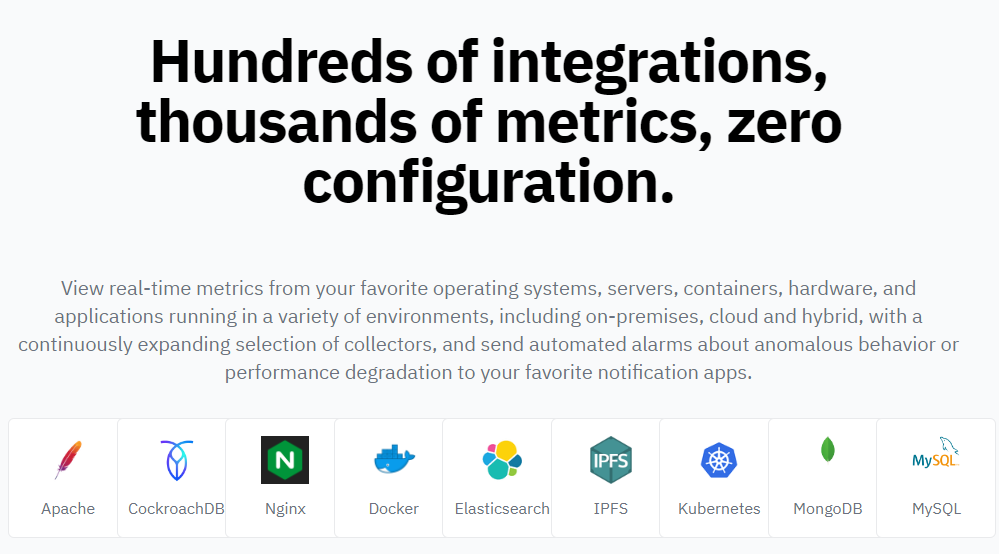 Hundreds of integrations,
thousands of metrics, zero
configuration.
View real-time metrics from your favorite operating systems, servers, containers, hardware, and
applications running in a variety of environments, including on-premises, cloud and hybrid, with a
continuously expanding selection of collectors, and send automated alarms about anomalous behavior or
performance degradation to your favorite notification apps.
N
IPFS
MySQL
Apache CockroachDB Nginx Docker Elasticsearch IPFS Kubernetes MongoDB MySQL